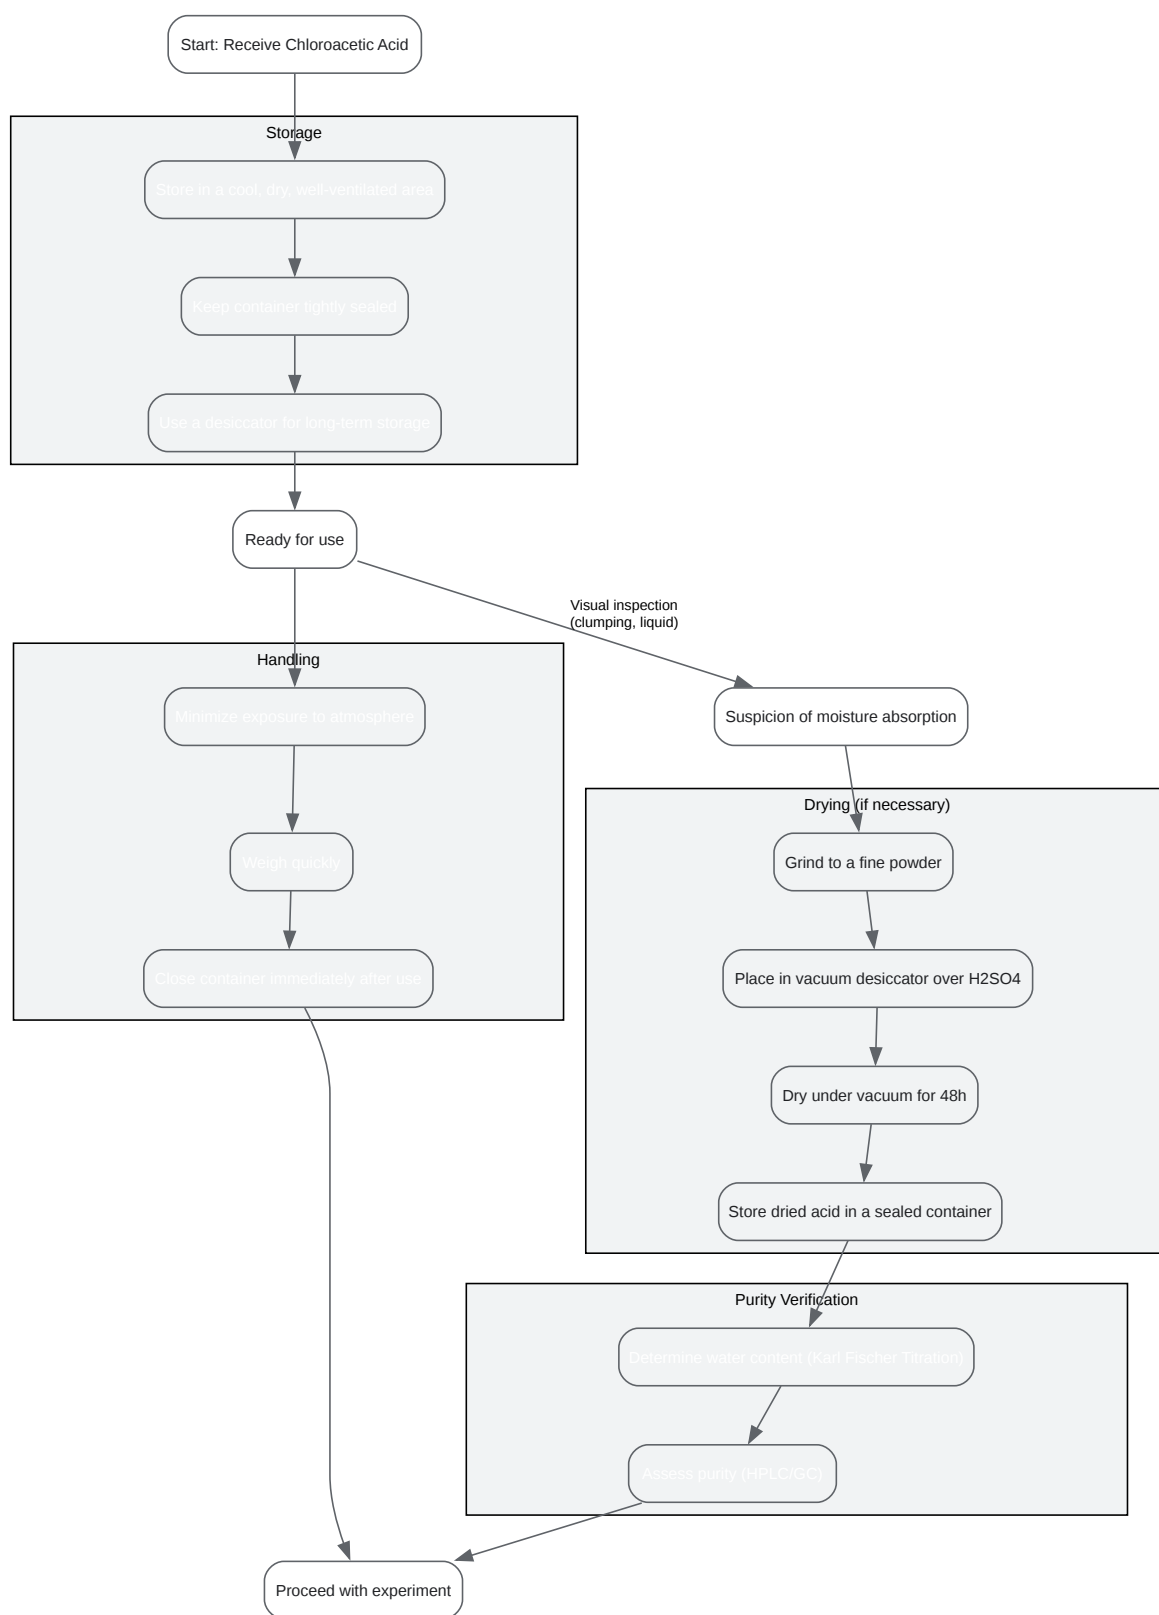 Start: Receive Chloroacetic Acid
Storage
Store in a cool, dry, well-ventilated area
Keep container tightly sealed
Use a desiccator for long-term storage
Ready for use
Visual inspection
(clumping, liquid)
Handling
Minimize exposure to atmosphere
Suspicion of moisture absorption
Drying (if necessary)
Weigh quickly
Grind to a fine powder
Close container immediately after use
Place in vacuum desiccator over H2SO4
Dry under vacuum for 48h
Store dried acid in a sealed container
Purity Verification
Determine water content (Karl Fischer Titration)
Assess purity (HPLC/GC)
Proceed with experiment